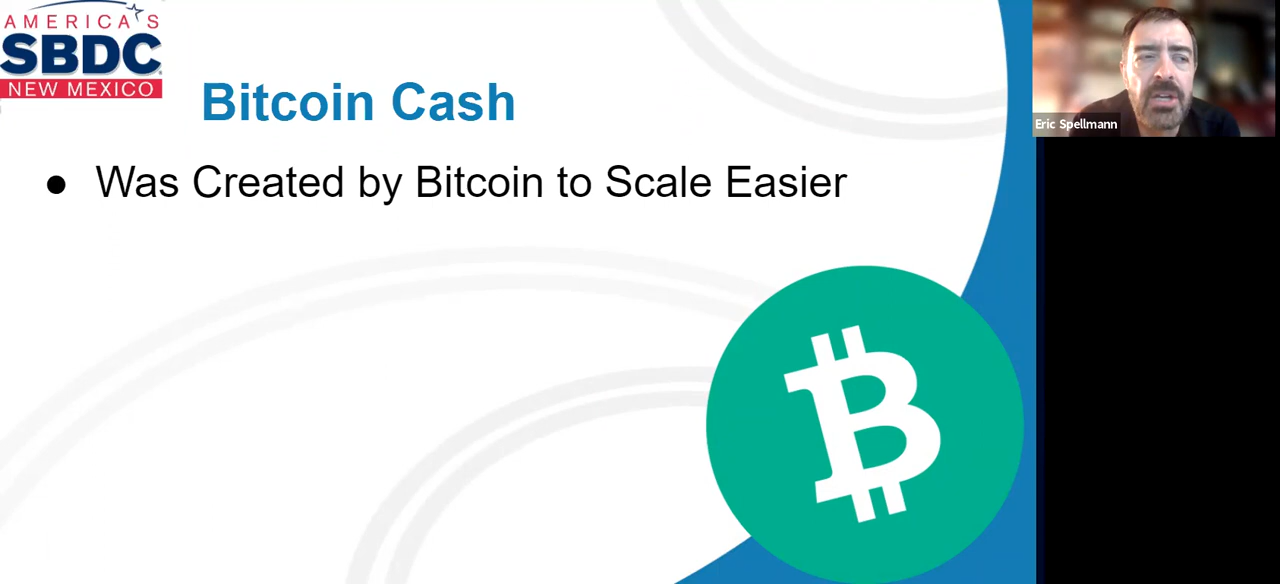 AMERICA'S
SBDC
NEW MEXICO
Bitcoin Cash
● Was Created by Bitcoin to Scale Easier
Eric Spellmann